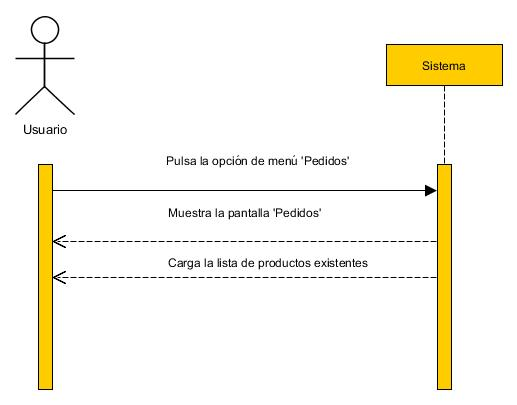 Sistema
Usuario
Pulsa la opción de menú 'Pedidos'
Muestra la pantalla 'Pedidos'
Carga la lista de productos existentes